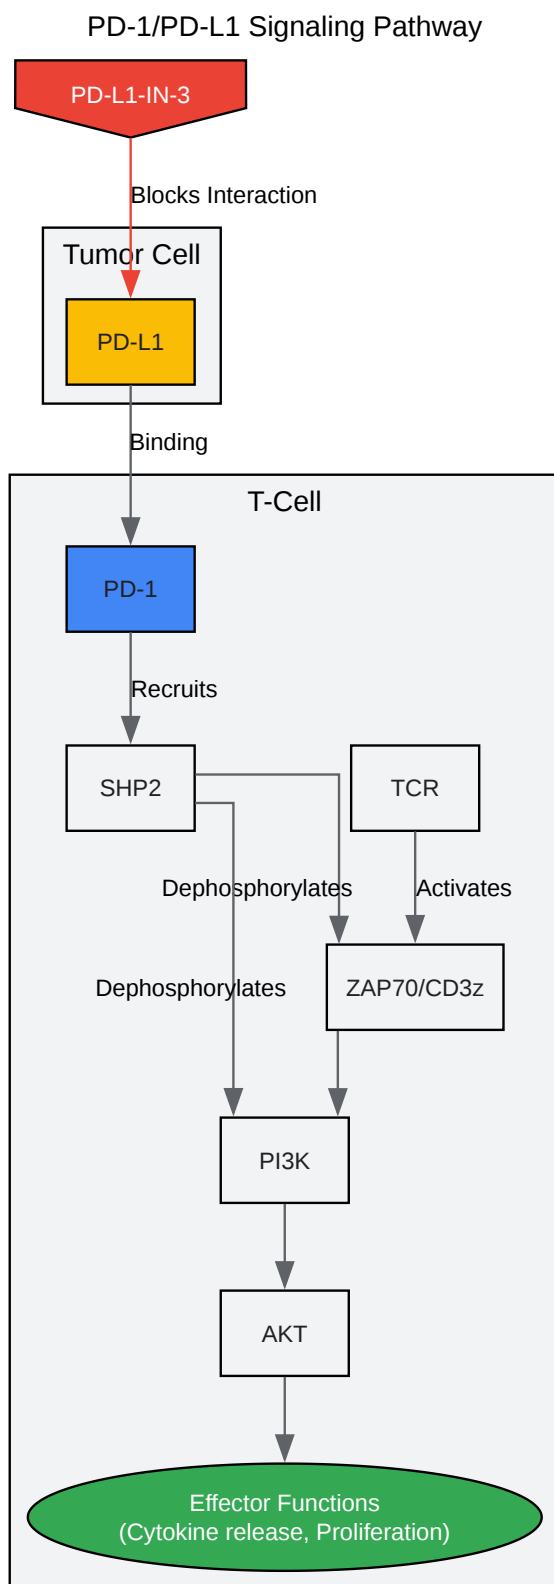 PD-1/PD-L1 Signaling Pathway
PD-L1-IN-3
Blocks Interaction
Tumor Cell
PD-L1
Binding
T-Cell
PD-1
Recruits
SHP2
TCR
Dephosphorylates
Activates
Dephosphorylates
ZAP70/CD3z
PI3K
AKT
Effector Functions
(Cytokine release, Proliferation)